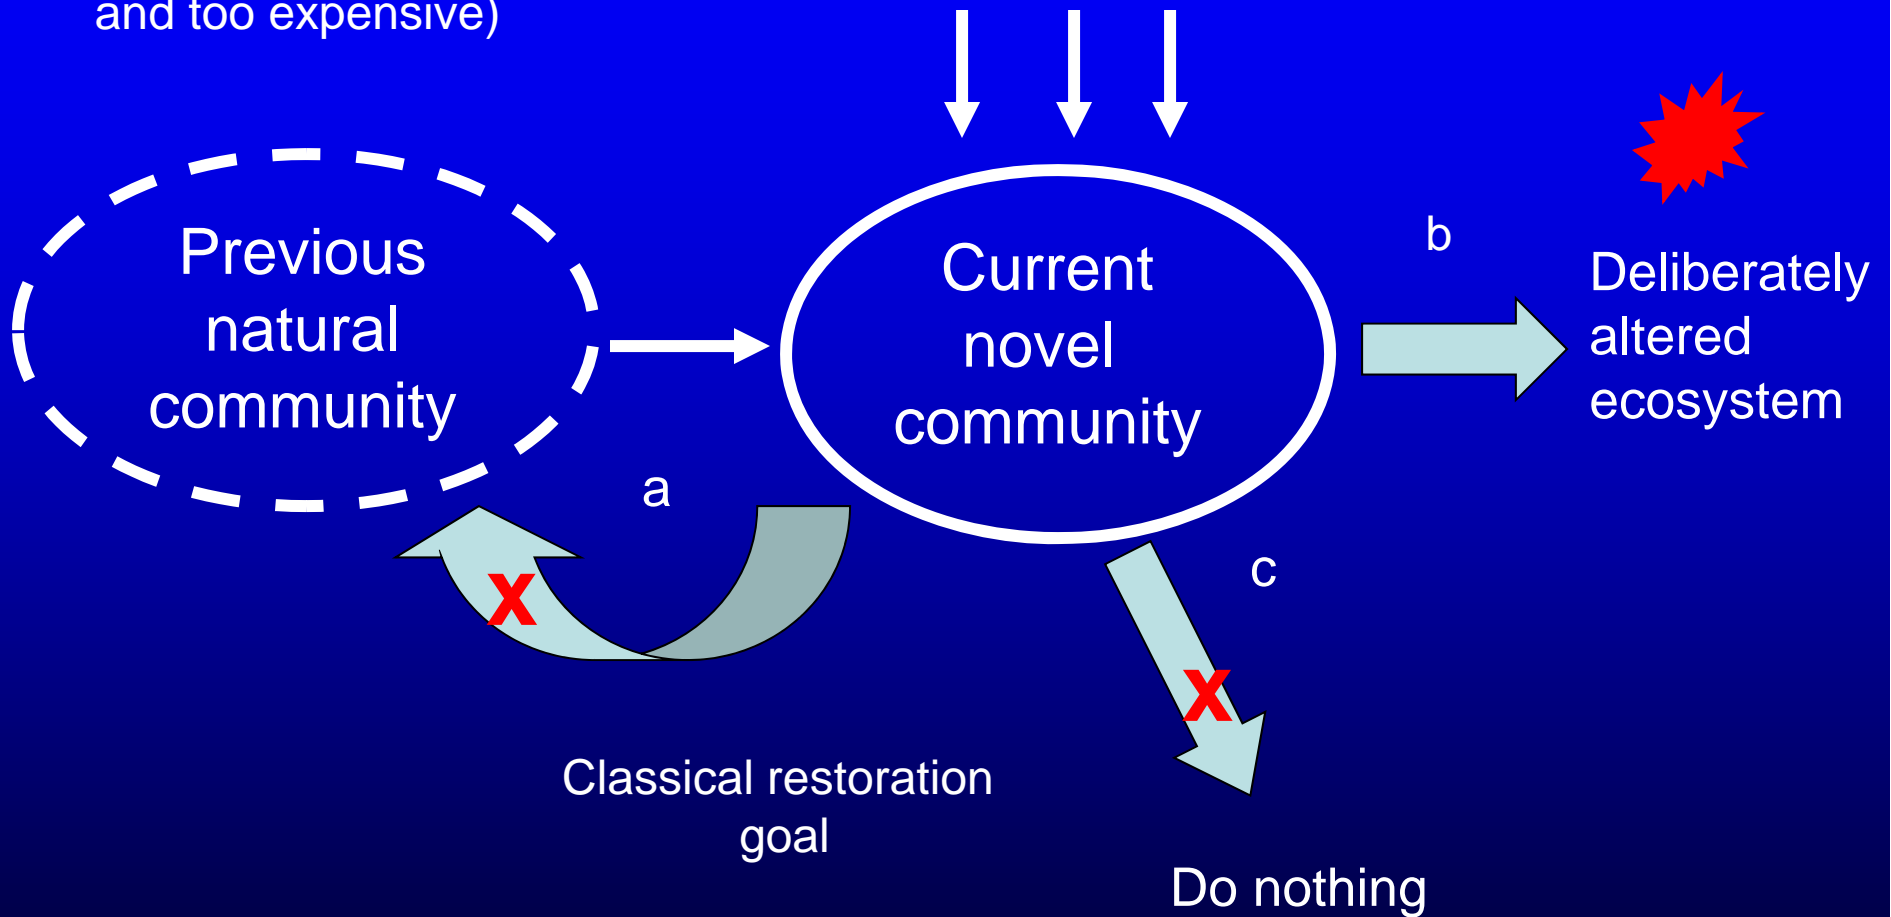 and too expensive)
Previous
natural
community
Current
novel
community
b
Deliberately
altered
ecosystem
a
x
c
x
Classical restoration
goal
Do nothing